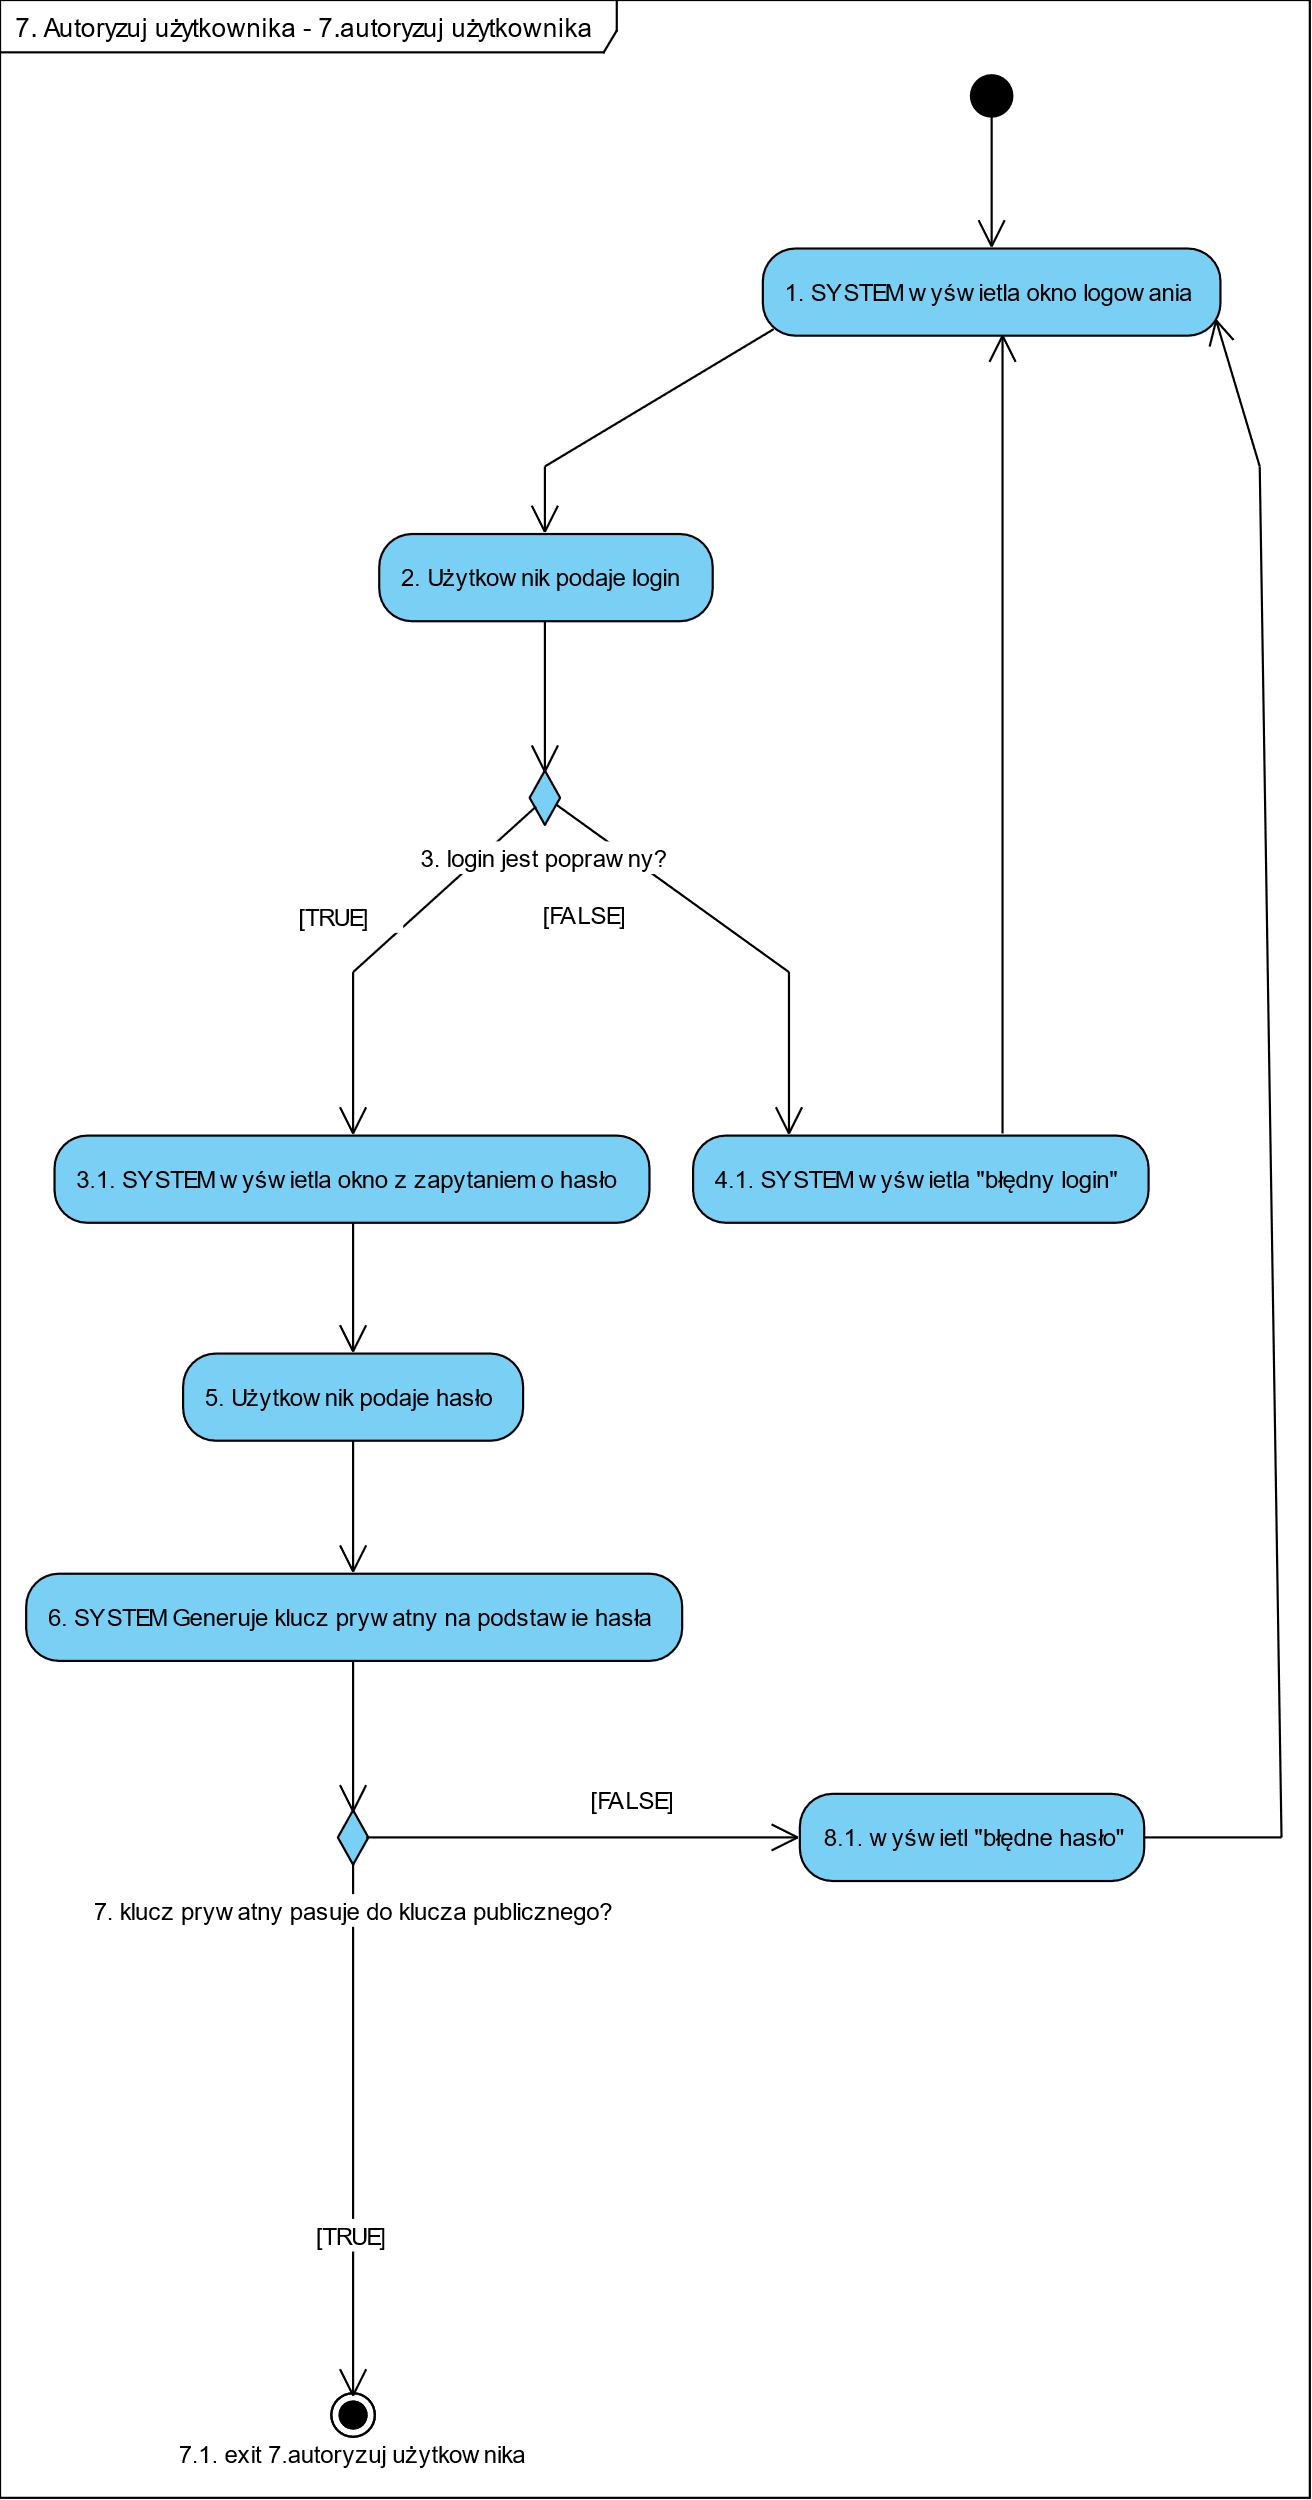 7. Autoryzuj użytkownika - 7.autoryzuj użytkownika
1. SYSTEM wyświetla okno logowania
2. Użytkownik podaje login
3. login jest poprawny?
[TRUE]
[FALSE]
3.1. SYSTEM wyświetla okno z zapytaniem o hasło
4.1. SYSTEM wyświetla "błędny login"
5. Użytkownik podaje hasło
6. SYSTEM Generuje klucz prywatny na podstawie hasła
[FALSE]
8.1. wyświetl "błędne hasło"
7. klucz prywatny pasuje do klucza publicznego?
[TRUE]
7.1. exit 7.autoryzuj użytkownika